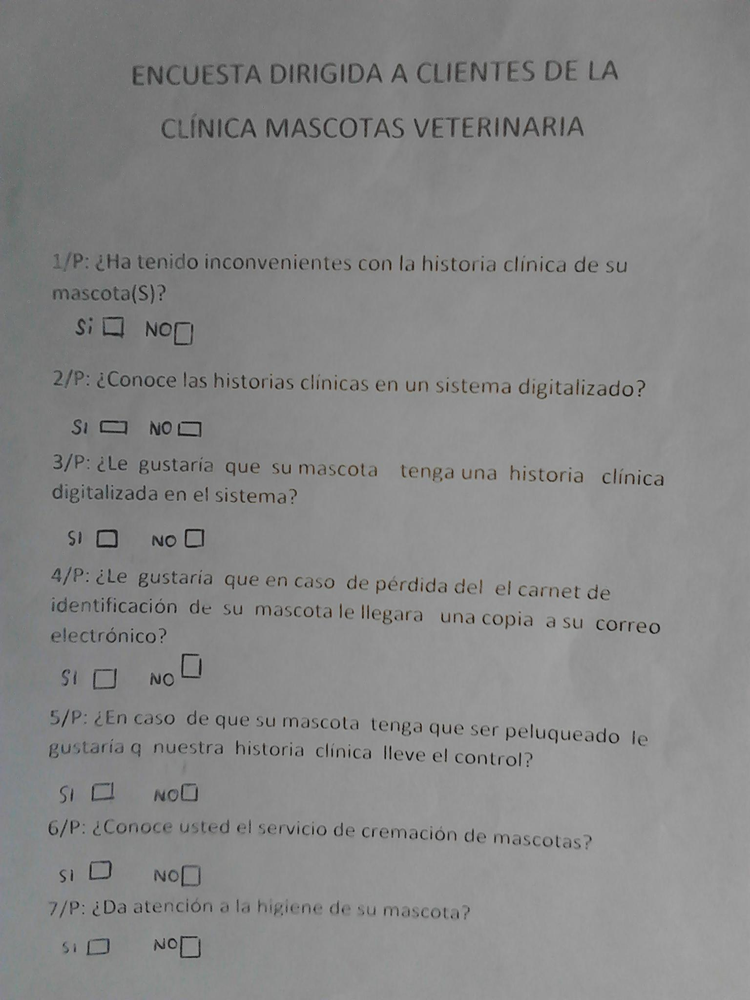 ENCUESTA DIRIGIDA A CLIENTES DE LA
CLÍNICA MASCOTAS VETERINARIA
1/P: ¿Ha tenido inconvenientes con la historia clínica de su
mascota(S)?
Si NO
2/P: ¿Conoce las historias clínicas en un sistema digitalizado?
SI NO
3/P: ¿Le gustaría que su mascota tenga una historia clínica
digitalizada en el sistema?
SI NO
4/P: ¿Le gustaría que en caso de pérdida del el carnet de
identificación de su mascota le llegara una copia a su correo
electrónico?
SI NO
5/P: ¿En caso de que su mascota tenga que ser peluqueado le
gustaría q nuestra historia clínica lleve el control?
SI NO
6/P: ¿Conoce usted el servicio de cremación de mascotas?
SI NO
7/P: ¿Da atención a la higiene de su mascota?
SI NO